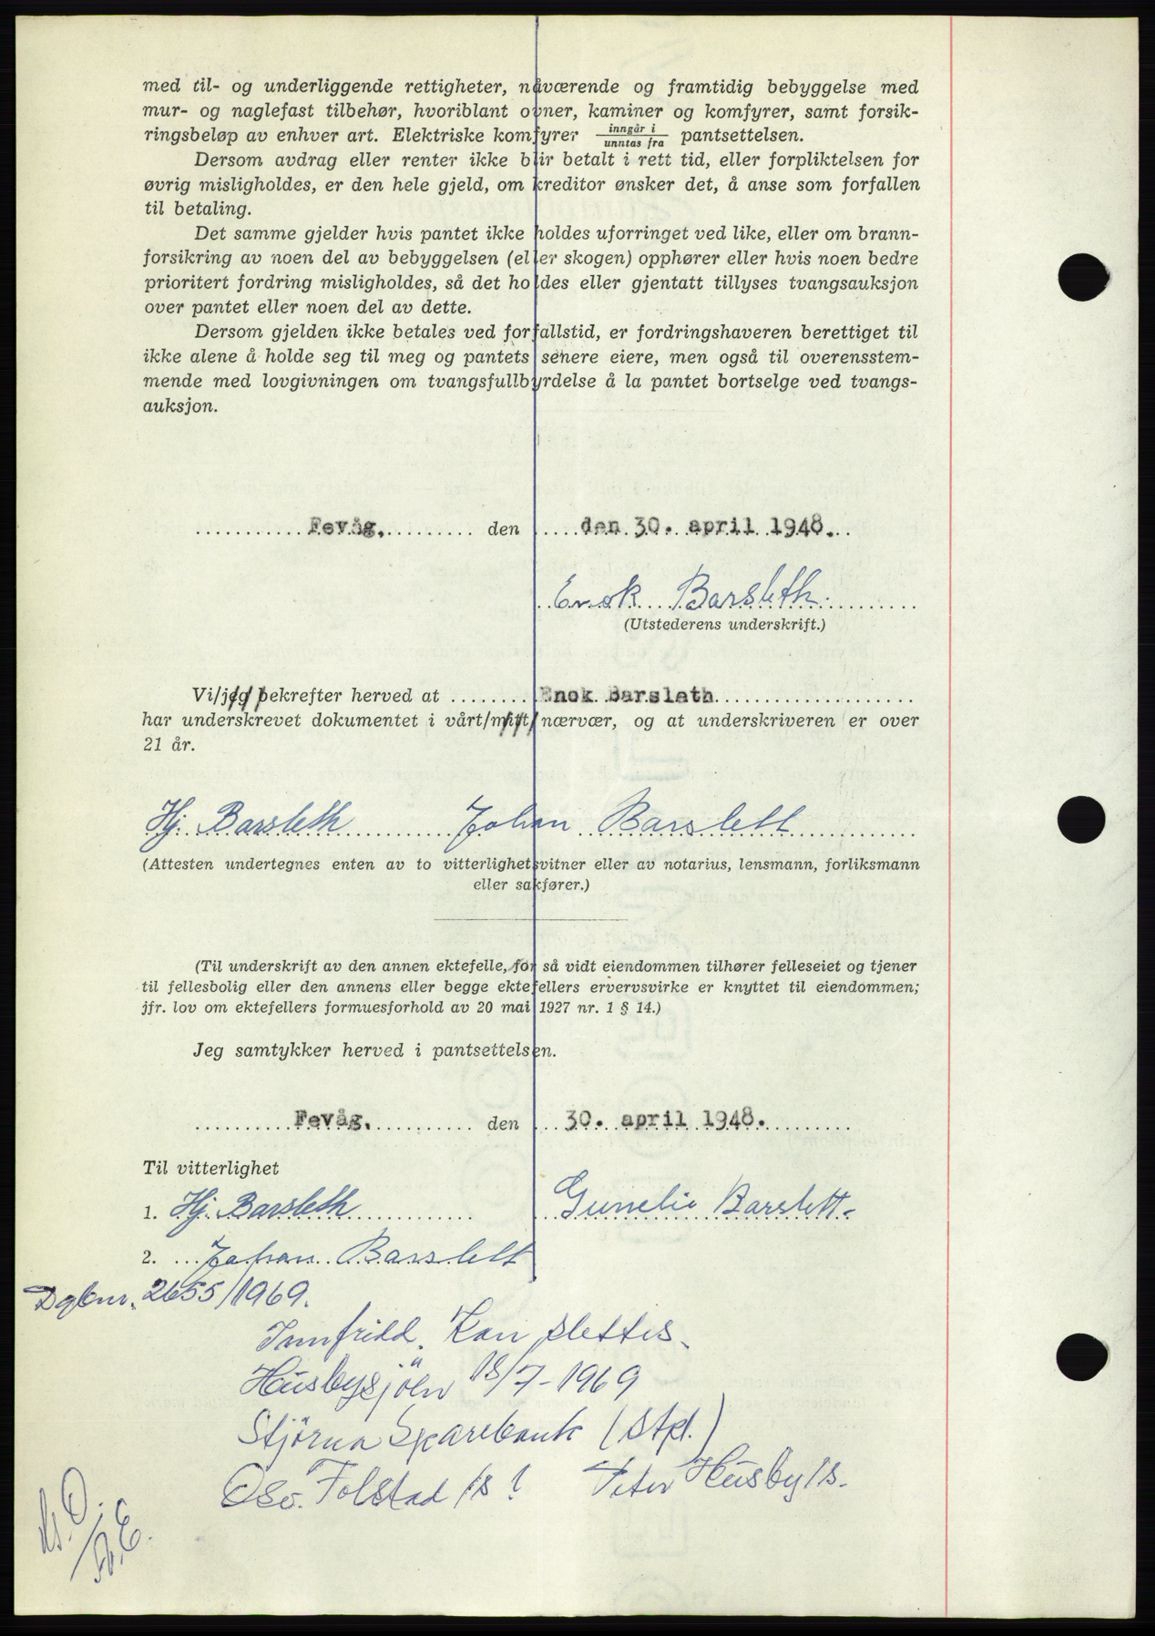 med til- og underliggende rettigheter, nåværende og framtidig bebyggelse med
mur- og naglefast tilbehør, hvoriblant ovner, kaminer og komfyrer, samt forsik-
ringsbeløp av enhver art. Elektriske komfyrer inngår i / unntas fra pantsettelsen.
Dersom avdrag eller renter ikke blir betalt i rett tid, eller forpliktelsen for
øvrig misligholdes, er den hele gjeld, om kreditor ønsker det, å anse som forfallen
til betaling.
Det samme gjelder hvis pantet ikke holdes uforringet ved like, eller om brann-
forsikring av noen del av bebyggelsen (eller skogen) opphører eller hvis noen bedre
prioritert fordring misligholdes, så det holdes eller gjentatt tillyses tvangsauksjon
over pantet eller noen del av dette.
Dersom gjelden ikke betales ved forfallstid, er fordringshaveren berettiget til
ikke alene å holde seg til meg og pantets senere eiere, men også til overensstem-
mende med lovgivningen om tvangsfullbyrdelse å la pantet bortselge ved tvangs-
auksjon.
Fevåg, den den 30. april 1948.
Enok Barsleth.
(Utstederens underskrift.)
Vi/jeg bekrefter herved at Enok Barslath
har underskrevet dokumentet i vårt/mitt nærvær, og at underskriveren er over
21 år.
Hj. Barsleth Johan Barslett
(Attesten undertegnes enten av to vitterlighetsvitner eller av notarius, lensmann, forliksmann
eller sakfører.)
(Til underskrift av den annen ektefelle, for så vidt eiendommen tilhører felleseiet og tjener
til fellesbolig eller den annens eller begge ektefellers ervervsvirke er knyttet til eiendommen;
jfr. lov om ektefellers formuesforhold av 20 mai 1927 nr. 1 § 14.)
Jeg samtykker herved i pantsettelsen.
Fevåg, den 30. april 1948.
Til vitterlighet
1. Hj. Barsleth Gunelie Barslett.
2. Johan Barslett
Dgbnr. 2655/1969.
Innfridd. Kan slettes.
Husbysjöen 18/7-1969
Stjørna Sparebank (stpl.)
Osv. Folstad /s! Peter Husby /s.